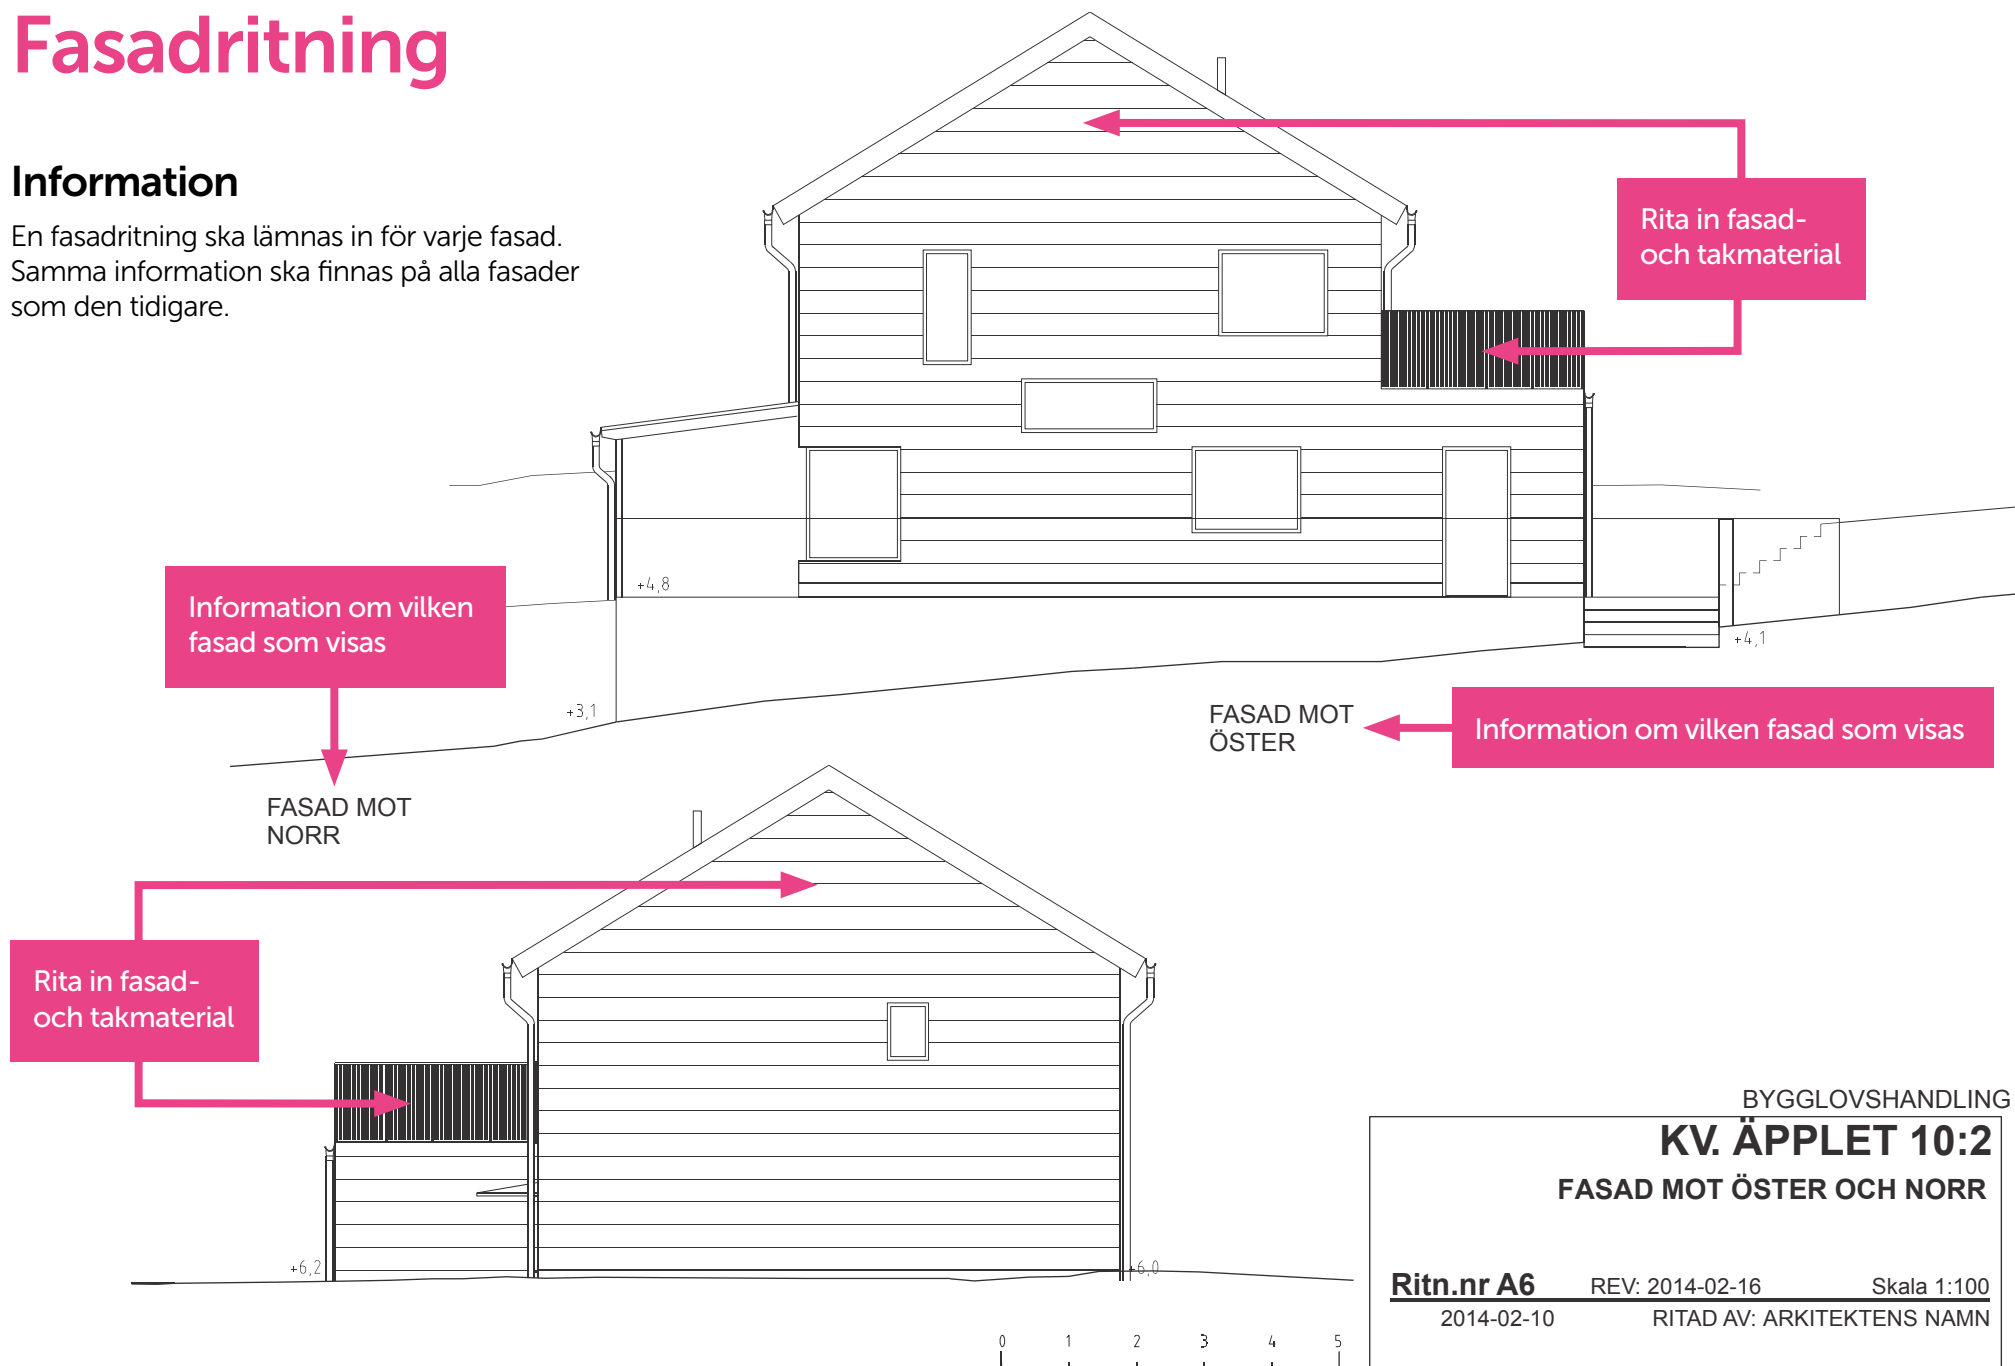 Fasadritning
Information
En fasadritning ska lämnas in för varje fasad.
Samma information ska finnas på alla fasader
som den tidigare.
Rita in fasad-
och takmaterial
+4,8
Information om vilken
fasad som visas
+4,1
+3,1
FASAD MOT
ÖSTER
Information om vilken fasad som visas
FASAD MOT
NORR
Rita in fasad-
och takmaterial
+6,2
+6,0
BYGGLOVSHANDLING
KV. ÄPPLET 10:2
FASAD MOT ÖSTER OCH NORR
Ritn.nr A6 REV: 2014-02-16 Skala 1:100
2014-02-10 RITAD AV: ARKITEKTENS NAMN
0 1 2 3 4 5